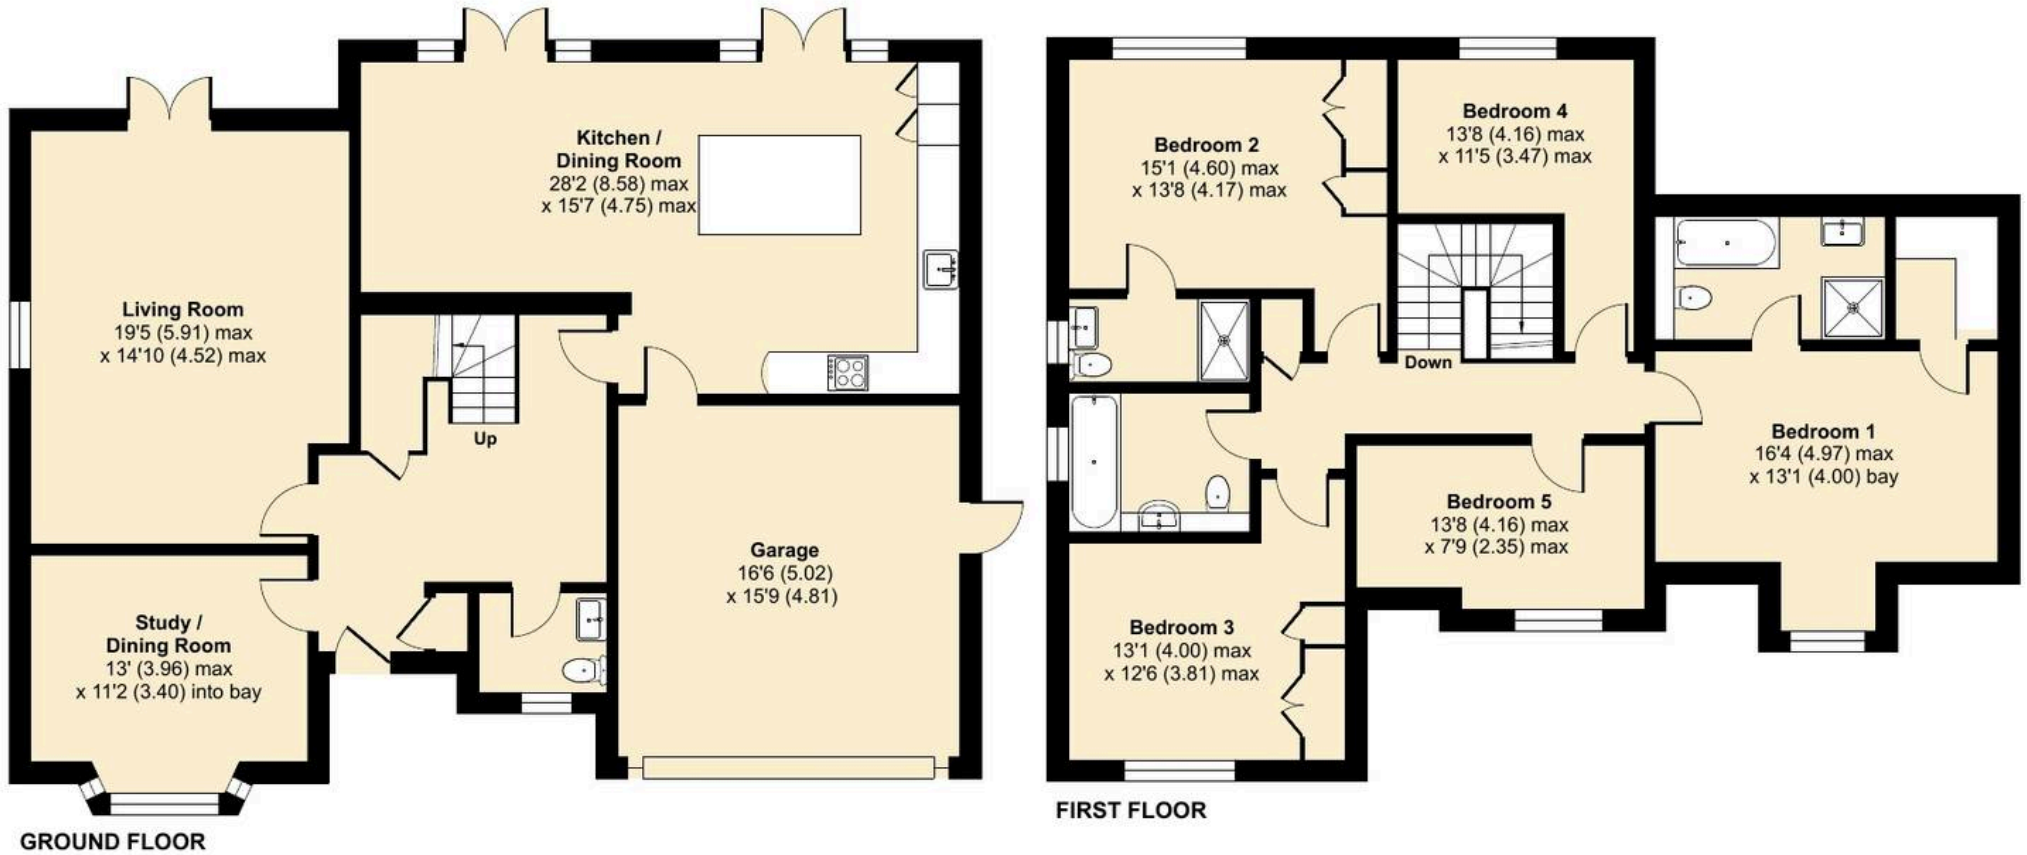 Kitchen /
Dining Room
28'2 (8.58) max
x 15'7 (4.75) max
Living Room
19'5 (5.91) max
x 14'10 (4.52) max
Up
Garage
16'6 (5.02)
x 15'9 (4.81)
Study /
Dining Room
13' (3.96) max
x 11'2 (3.40) into bay
GROUND FLOOR
Bedroom 2
15'1 (4.60) max
x 13'8 (4.17) max
Bedroom 4
13'8 (4.16) max
x 11'5 (3.47) max
Down
Bedroom 1
16'4 (4.97) max
x 13'1 (4.00) bay
Bedroom 5
13'8 (4.16) max
x 7'9 (2.35) max
Bedroom 3
13'1 (4.00) max
x 12'6 (3.81) max
FIRST FLOOR